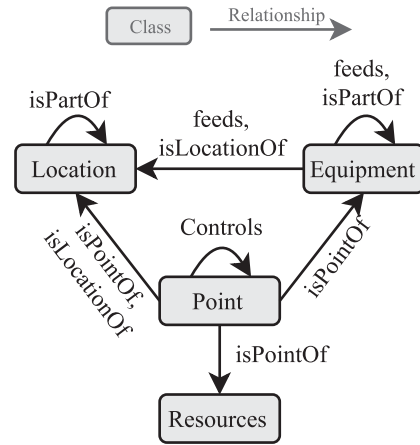 Class
Relationship
isPartOf
feeds,
isPartOf
feeds,
isLocationOf
Location
Equipment
Controls
isPointOf,
isLocationOf
isPointOf
Point
isPointOf
Resources